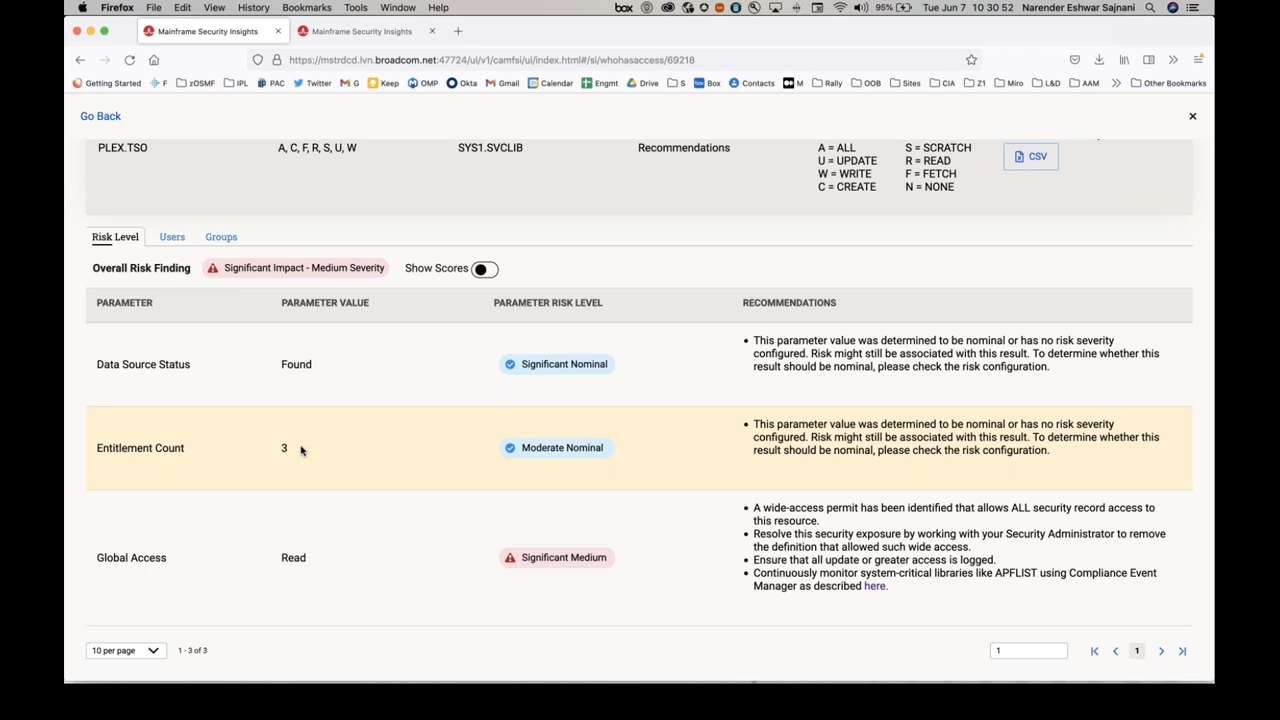 Firefox File Edit View History Bookmarks Tools Window Help box 95% Tue Jun 7 10 30 52 Narender Eshwar Sajnani
Mainframe Security Insights × Mainframe Security Insights × +
https://mstrdcd.lvn.broadcom.net:47724/ui/v1/camfsi/ui/index.html#/si/whohasaccess/69218
Getting Started F zOSMF IPL PAC Twitter G Keep OMP Okta Gmail Calendar Engmt Drive S Box Contacts M Rally OOB Sites CIA Z1 Miro L&D AAM Other Bookmarks
Go Back
PLEX.TSO A, C, F, R, S, U, W SYS1.SVCLIB Recommendations A = ALL S = SCRATCH
U = UPDATE R = READ CSV
W = WRITE F = FETCH
C = CREATE N = NONE
Risk Level Users Groups
Overall Risk Finding Significant Impact - Medium Severity Show Scores
PARAMETER PARAMETER VALUE PARAMETER RISK LEVEL RECOMMENDATIONS
Data Source Status Found Significant Nominal
• This parameter value was determined to be nominal or has no risk severity
configured. Risk might still be associated with this result. To determine whether this
result should be nominal, please check the risk configuration.
Entitlement Count 3 Moderate Nominal
• This parameter value was determined to be nominal or has no risk severity
configured. Risk might still be associated with this result. To determine whether this
result should be nominal, please check the risk configuration.
Global Access Read Significant Medium
• A wide-access permit has been identified that allows ALL security record access to
this resource.
• Resolve this security exposure by working with your Security Administrator to remove
the definition that allowed such wide access.
• Ensure that all update or greater access is logged.
• Continuously monitor system-critical libraries like APFLIST using Compliance Event
Manager as described here.
10 per page 1 - 3 of 3 1 1